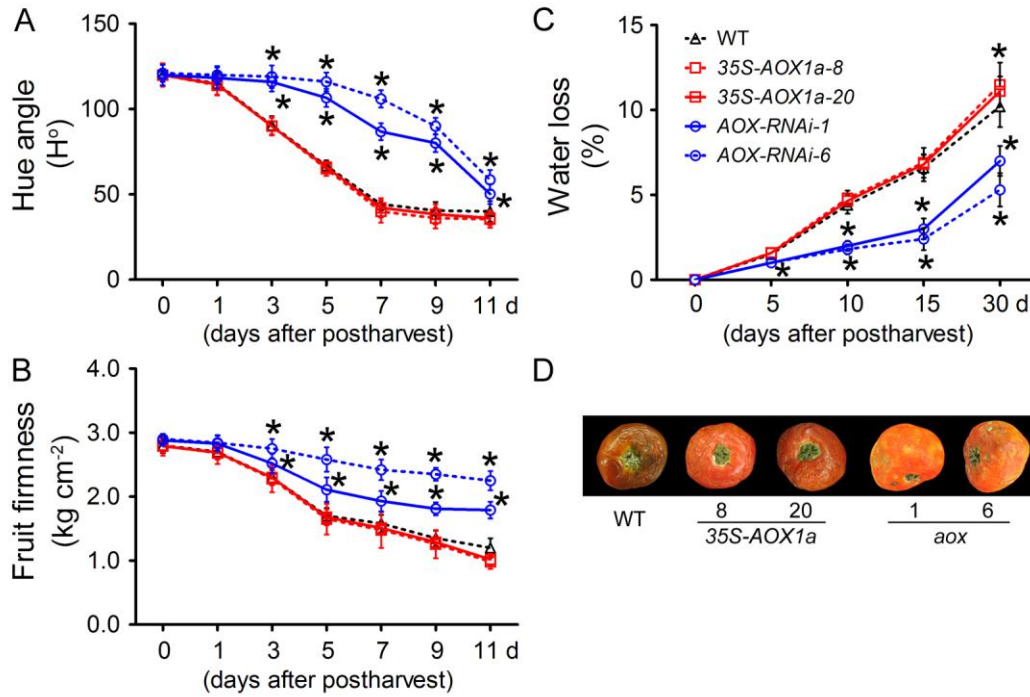 A
Hue angle
(H°)
150
100
50
0
0 1 3 5 7 9 11 d
(days after postharvest)
* * * * *
* * * * *
C
Water loss
(%)
15
10
5
0
WT
35S-AOX1a-8
35S-AOX1a-20
AOX-RNAi-1
AOX-RNAi-6
0 5 10 15 30 d
(days after postharvest)
* * * * * * * *
B
Fruit firmness
(kg cm-2)
4.0
3.0
2.0
1.0
0.0
0 1 3 5 7 9 11 d
(days after postharvest)
* * * * *
* * * * *
D
WT
8 20
35S-AOX1a
1 6
aox